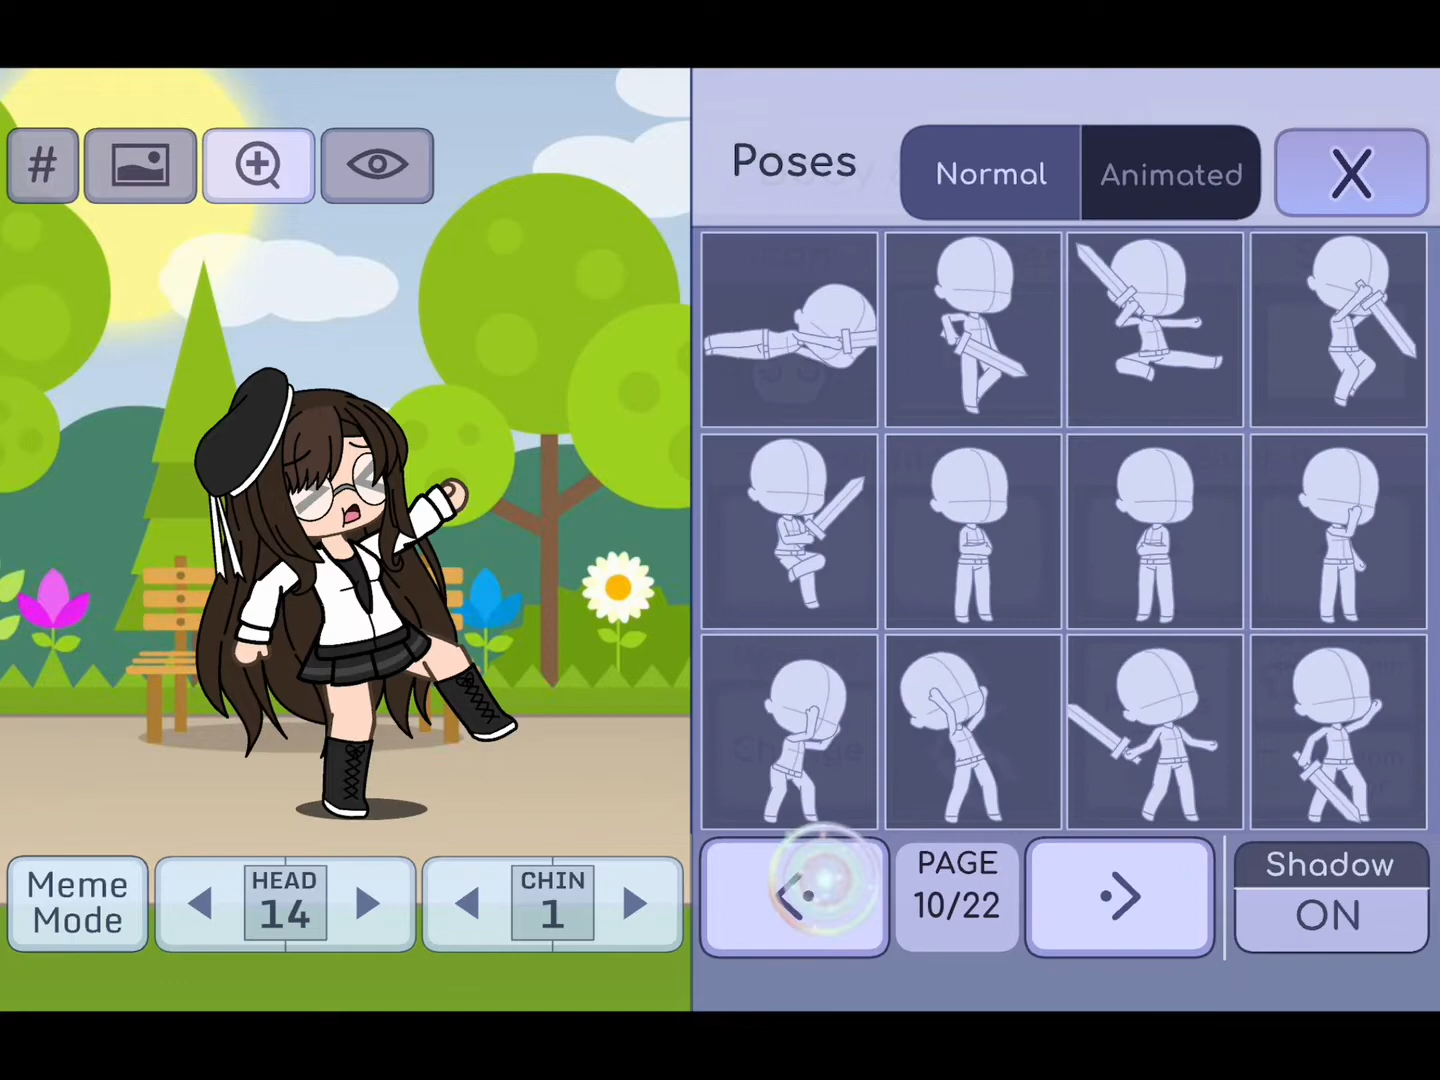 #
Poses
Normal
Animated
X
Meme
Mode
HEAD
14
CHIN
1
PAGE
10/22
Shadow
ON